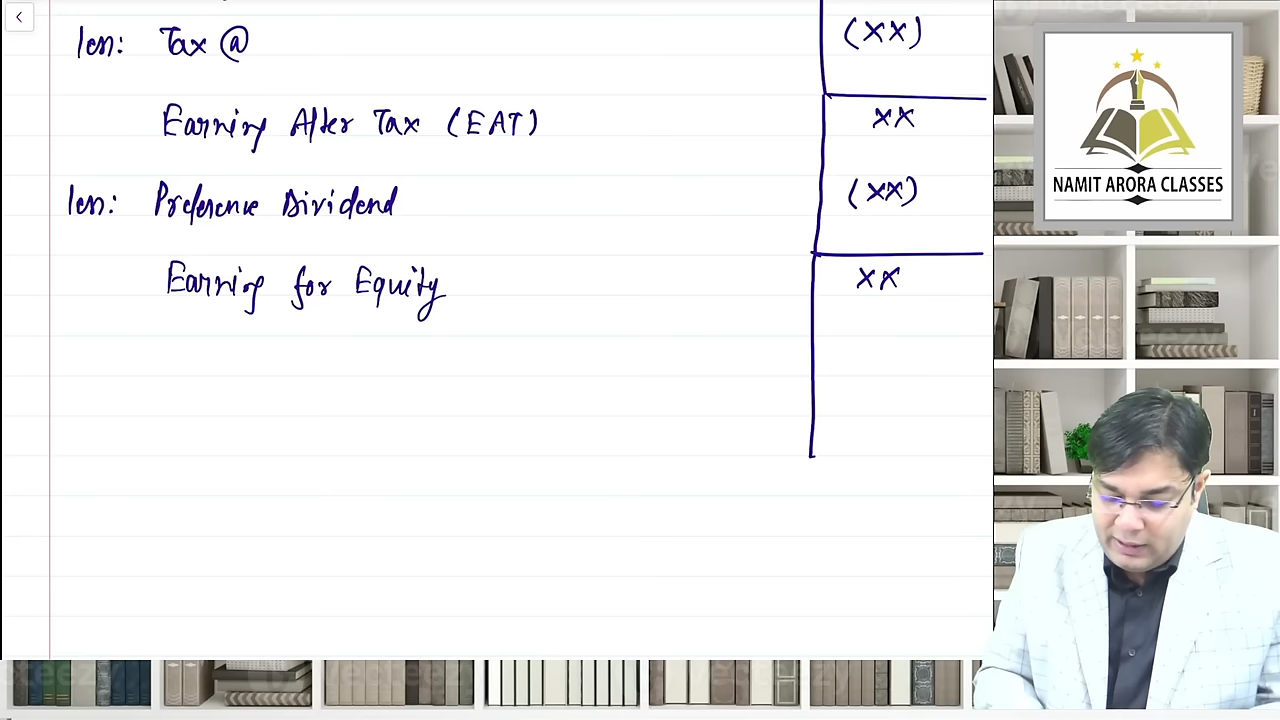 less: Tax @ (XX)
Earning After Tax (EAT) XX
less: Preference Dividend (XX)
Earning for Equity XX
NAMIT ARORA CLASSES